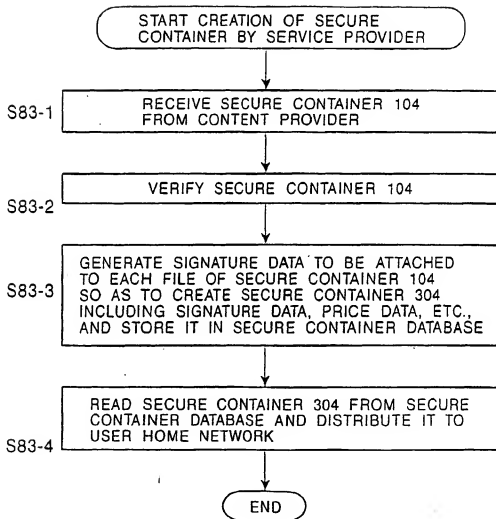 START CREATION OF SECURE
CONTAINER BY SERVICE PROVIDER
S83-1
RECEIVE SECURE CONTAINER 104
FROM CONTENT PROVIDER
VERIFY SECURE CONTAINER 104
S83-2
GENERATE SIGNATURE DATA TO BE ATTACHED
TO EACH FILE OF SECURE CONTAINER 104
S83-3
SO AS TO CREATE SECURE CONTAINER 304
INCLUDING SIGNATURE DATA, PRICE DATA, ETC.,
AND STORE IT IN SECURE CONTAINER DATABASE
READ SECURE CONTAINER 304 FROM SECURE
CONTAINER DATABASE AND DISTRIBUTE IT TO
S83-4
USER HOME NETWORK
END